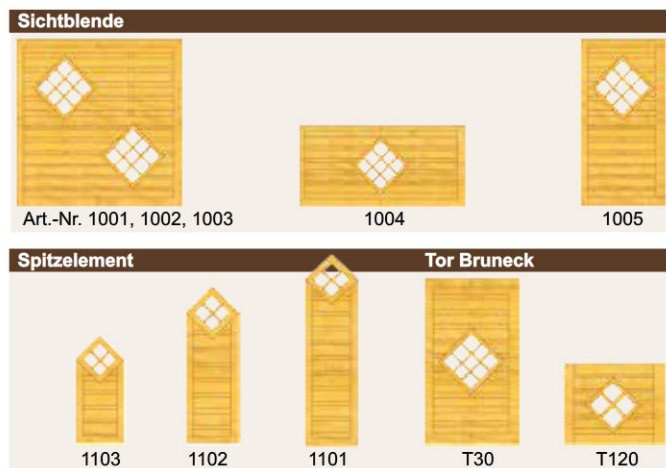 Sichtblende
Art.-Nr. 1001, 1002, 1003
1004
1005
Spitzelement
Tor Bruneck
1103
1102
1101
T30
T120